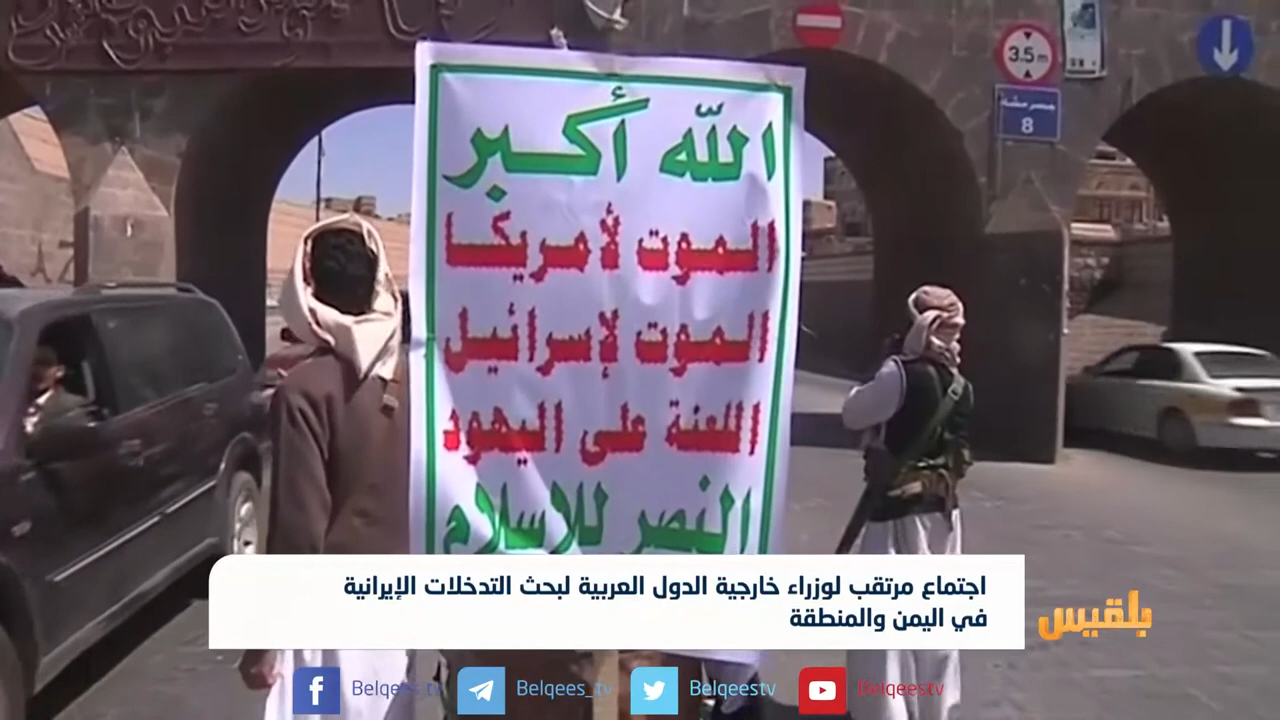 3.5 m
8
الله أكبر
الموت لأمريكا
الموت لإسرائيل
اللعنة على اليهود
النصر للإسلام
اجتماع مرتقب لوزراء خارجية الدول العربية لبحث التدخلات الإيرانية
في اليمن والمنطقة
بلقيس
Belqees_tv
Belqees_tv
Belqeestv
Belqeestv